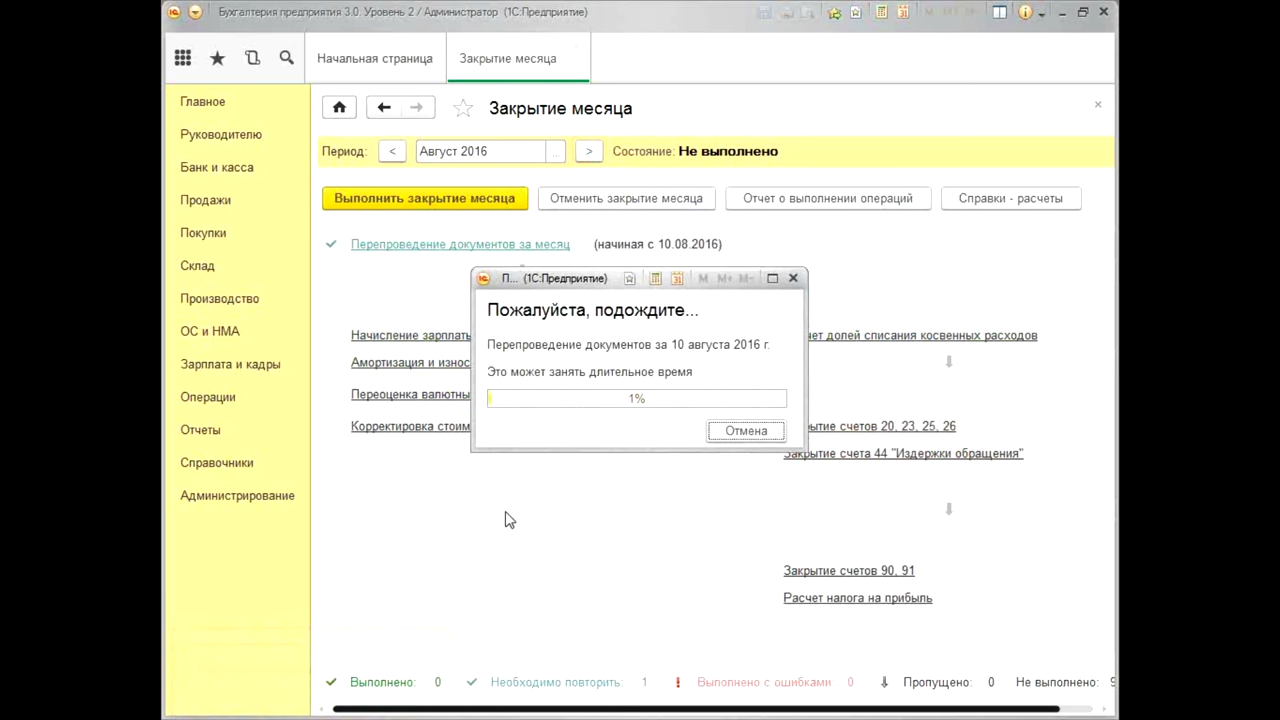 Бухгалтерия предприятия 3.0. Уровень 2 / Администратор (1С:Предприятие)
Начальная страница
Закрытие месяца
Главное
Руководителю
Банк и касса
Продажи
Покупки
Склад
Производство
ОС и НМА
Зарплата и кадры
Операции
Отчеты
Справочники
Администрирование
Закрытие месяца
Период: < Август 2016 ... > Состояние: Не выполнено
Выполнить закрытие месяца Отменить закрытие месяца Отчет о выполнении операций Справки - расчеты
Перепроведение документов за месяц (начиная с 10.08.2016)
П... (1С:Предприятие) M M+ M-
Пожалуйста, подождите...
Перепроведение документов за 10 августа 2016 г.
Это может занять длительное время
1%
Отмена
Начисление зарплаты
Амортизация и износ
Переоценка валютны
Корректировка стоим
чет долей списания косвенных расходов
рытие счетов 20, 23, 25, 26
Закрытие счета 44 "Издержки обращения"
Закрытие счетов 90, 91
Расчет налога на прибыль
Выполнено: 0 Необходимо повторить: 1 Выполнено с ошибками 0 Пропущено: 0 Не выполнено: 9